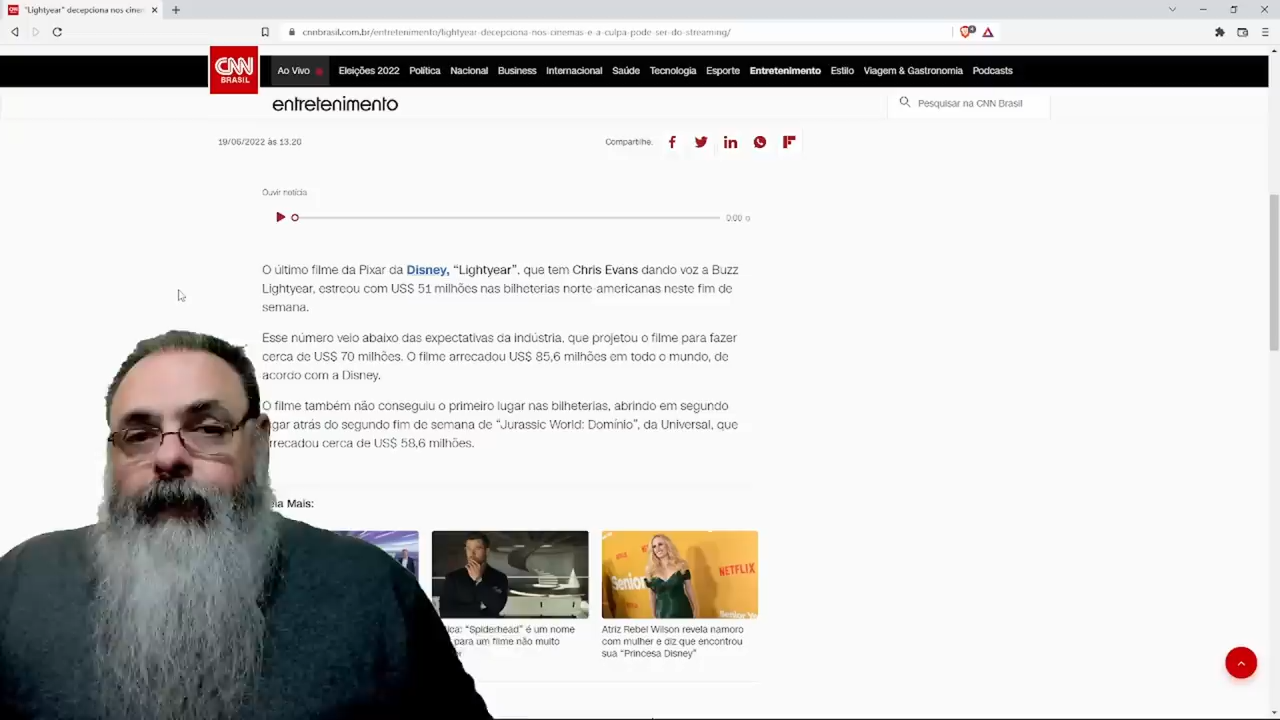 "Lightyear" decepciona nos cinem
cnnbrasil.com.br/entretenimento/lightyear-decepciona-nos-cinemas-e-a-culpa-pode-ser-do-streaming/
CNN
BRASIL
Ao Vivo
Eleições 2022 Política Nacional Business Internacional Saúde Tecnologia Esporte Entretenimento Estilo Viagem & Gastronomia Podcasts
entretenimento
Pesquisar na CNN Brasil
19/06/2022 às 13:20
Compartilhe:
Ouvir notícia
0:00
O último filme da Pixar da Disney, “Lightyear”, que tem Chris Evans dando voz a Buzz
Lightyear, estreou com US$ 51 milhões nas bilheterias norte-americanas neste fim de
semana.
Esse número veio abaixo das expectativas da indústria, que projetou o filme para fazer
cerca de US$ 70 milhões. O filme arrecadou US$ 85,6 milhões em todo o mundo, de
acordo com a Disney.
O filme também não conseguiu o primeiro lugar nas bilheterias, abrindo em segundo
gar atrás do segundo fim de semana de “Jurassic World: Domínio”, da Universal, que
rrecadou cerca de US$ 58,6 milhões.
eia Mais:
Senior
NETFLIX
ica: “Spiderhead” é um nome
para um filme não muito
Atriz Rebel Wilson revela namoro
com mulher e diz que encontrou
sua “Princesa Disney”